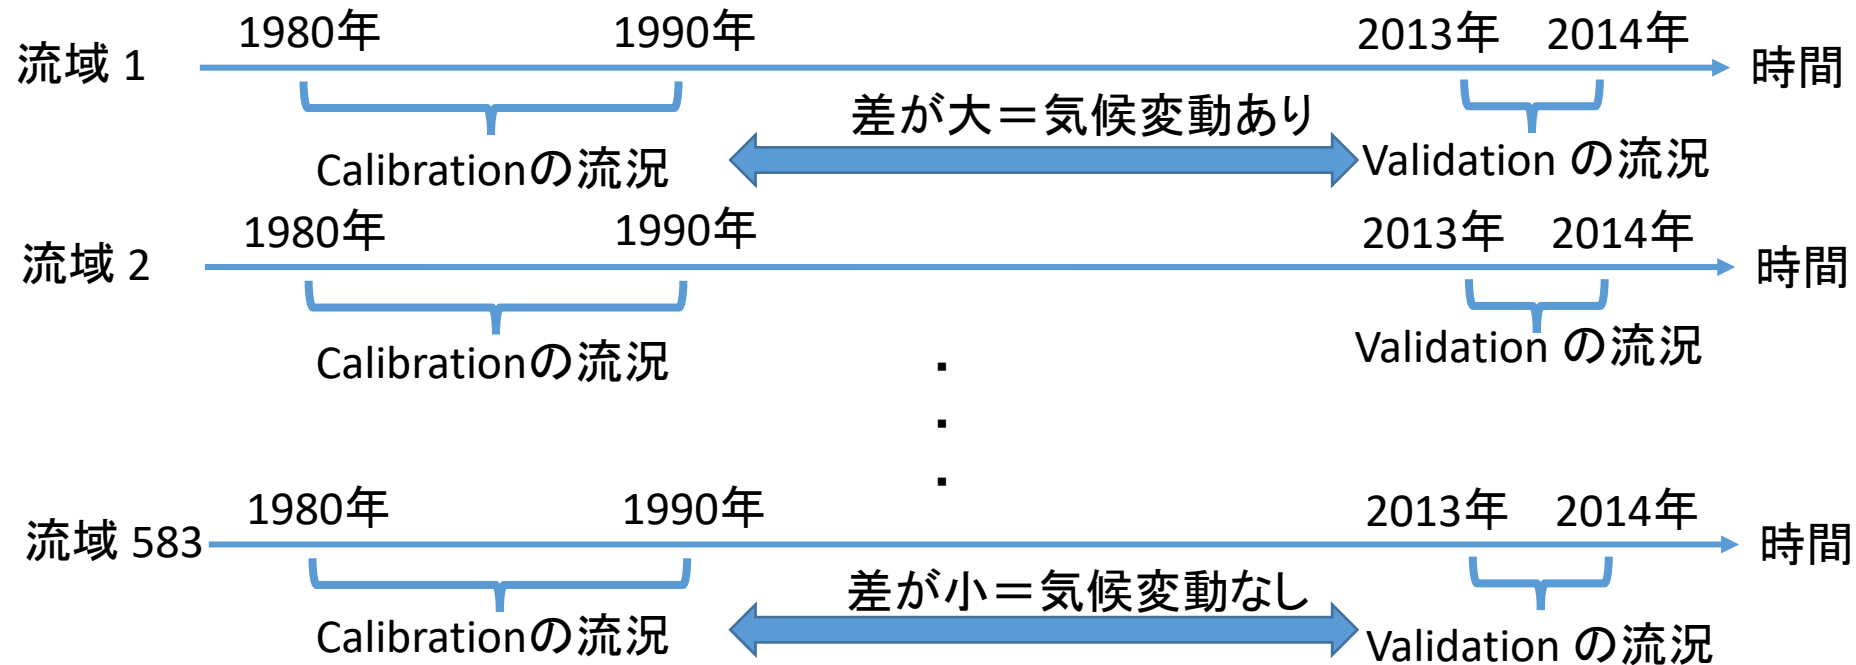 1980年 1990年 2013年 2014年
流域 1 時間
差が大＝気候変動あり
Calibrationの流況 Validation の流況
1980年 1990年 2013年 2014年
流域 2 時間
Calibrationの流況 Validation の流況
.
.
.
1980年 1990年 2013年 2014年
流域 583 時間
差が小＝気候変動なし
Calibrationの流況 Validation の流況